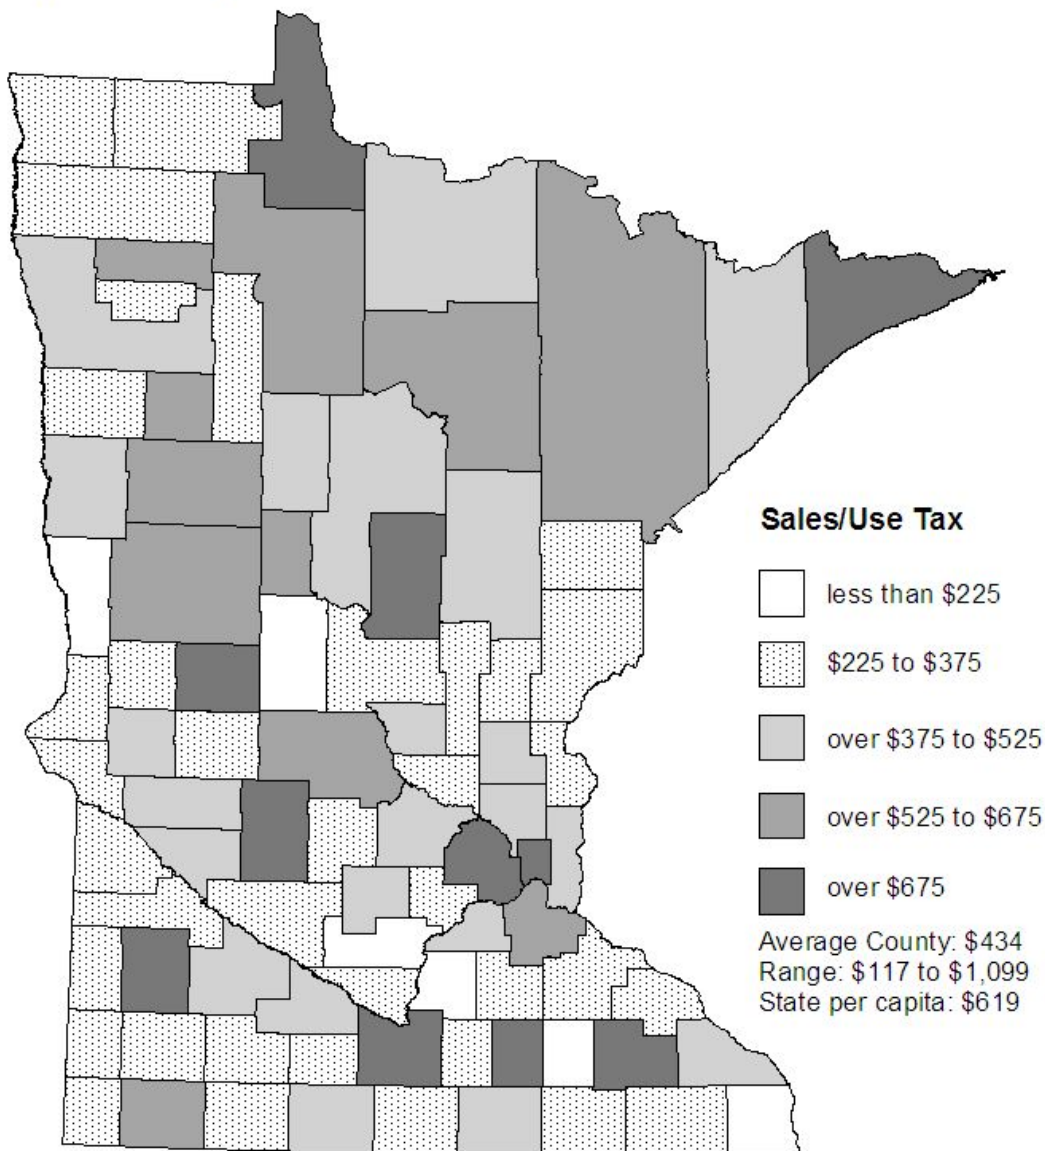 Sales/Use Tax
less than $225
$225 to $375
over $375 to $525
over $525 to $675
over $675
Average County: $434
Range: $117 to $1,099
State per capita: $619